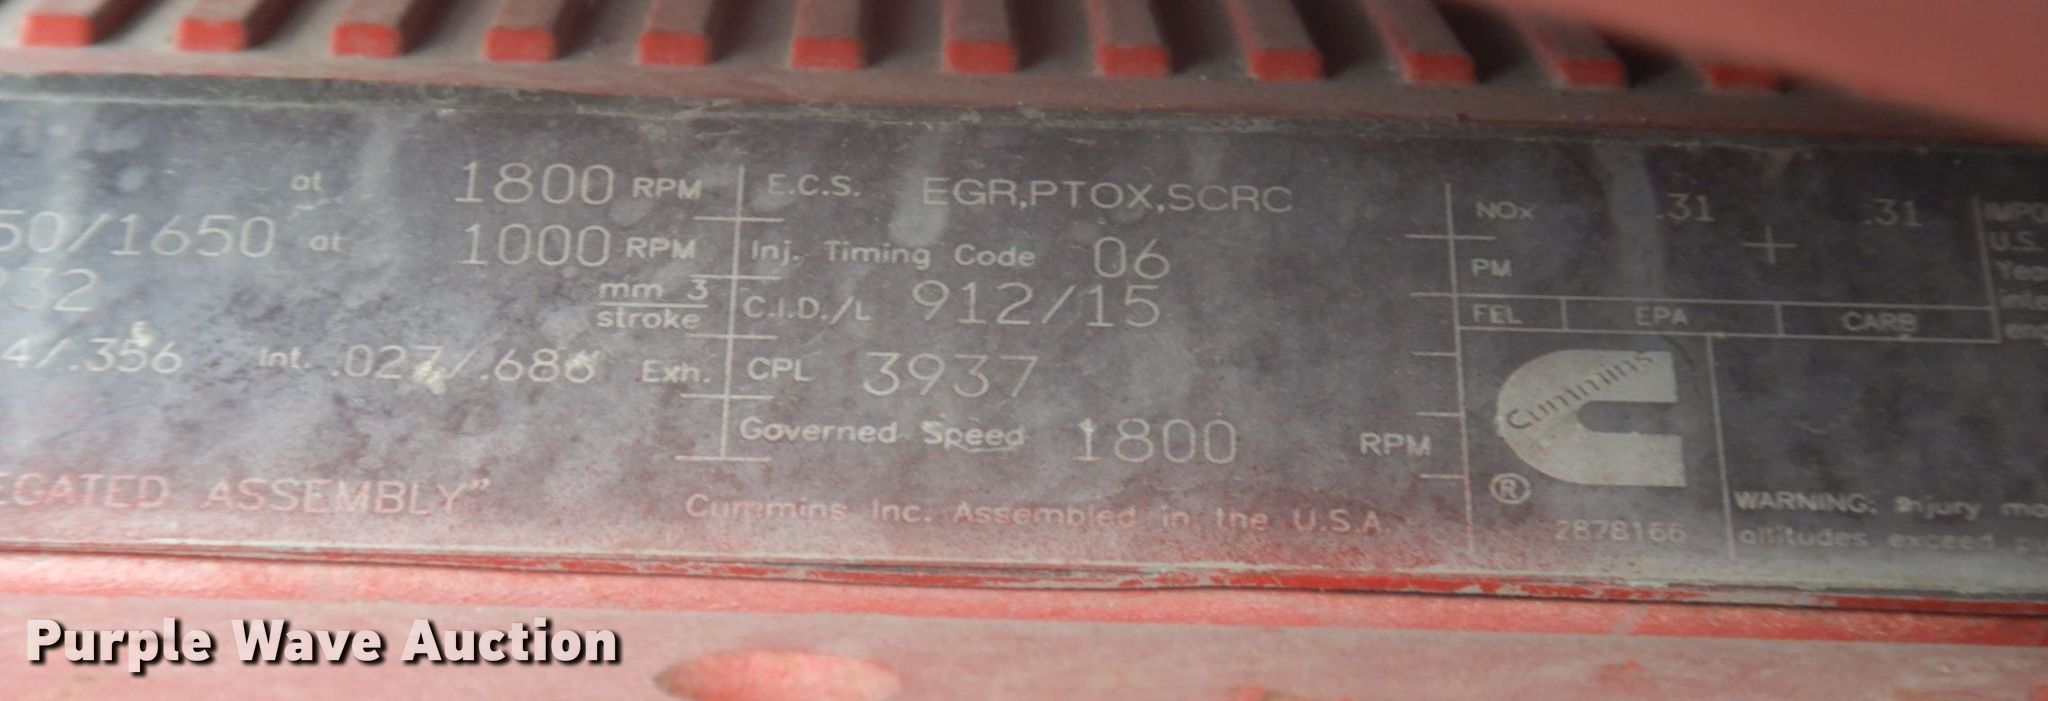 at 1800 RPM
50/1650 at 1000 RPM
932 mm 3
stroke
4/.356 Int. .027/.686 Exh.
EGATED ASSEMBLY"
E.C.S. EGR,PTOX,SCRC
Inj. Timing Code 06
C.I.D./L 912/15
CPL 3937
Governed Speed 1800 RPM
Cummins Inc. Assembled in the U.S.A.
NOx .31 + .31
PM
FEL EPA CARB
Cummins
®
2878166
U.S.
WARNING: Injury
altitudes exceed
Purple Wave Auction